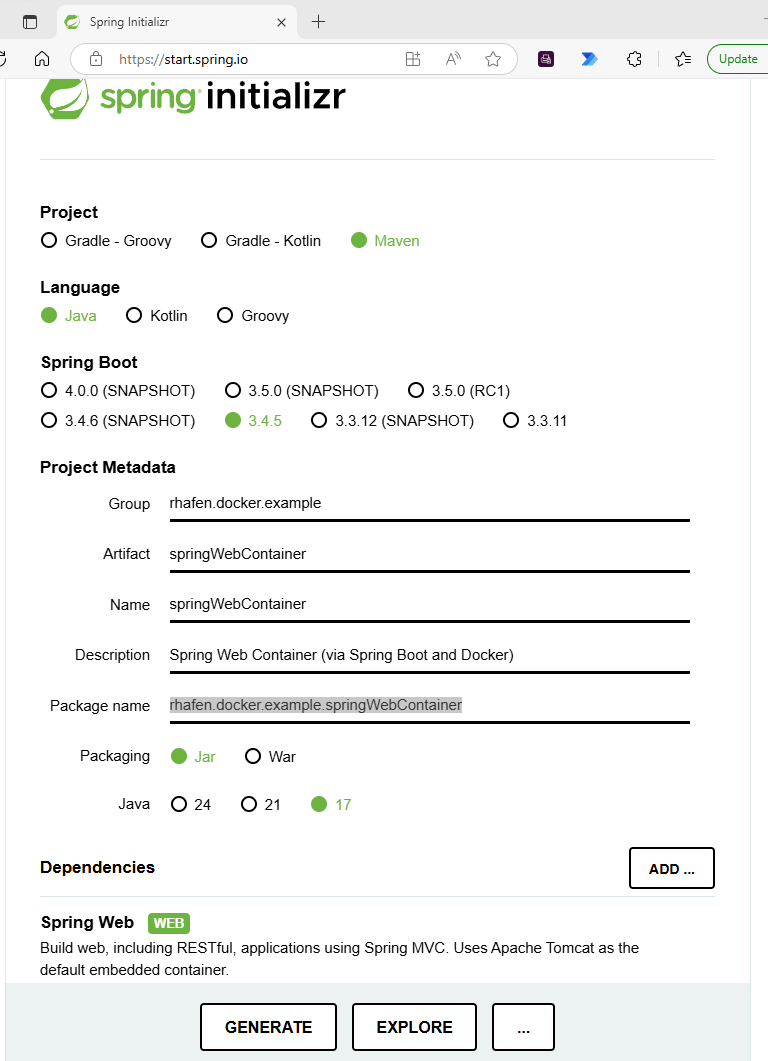 Spring Initializr
https://start.spring.io
Update
spring initializr
Project
Gradle - Groovy Gradle - Kotlin Maven
Language
Java Kotlin Groovy
Spring Boot
4.0.0 (SNAPSHOT) 3.5.0 (SNAPSHOT) 3.5.0 (RC1)
3.4.6 (SNAPSHOT) 3.4.5 3.3.12 (SNAPSHOT) 3.3.11
Project Metadata
Group rhafen.docker.example
Artifact springWebContainer
Name springWebContainer
Description Spring Web Container (via Spring Boot and Docker)
Package name rhafen.docker.example.springWebContainer
Packaging Jar War
Java 24 21 17
Dependencies ADD ...
Spring Web WEB
Build web, including RESTful, applications using Spring MVC. Uses Apache Tomcat as the
default embedded container.
GENERATE EXPLORE ...